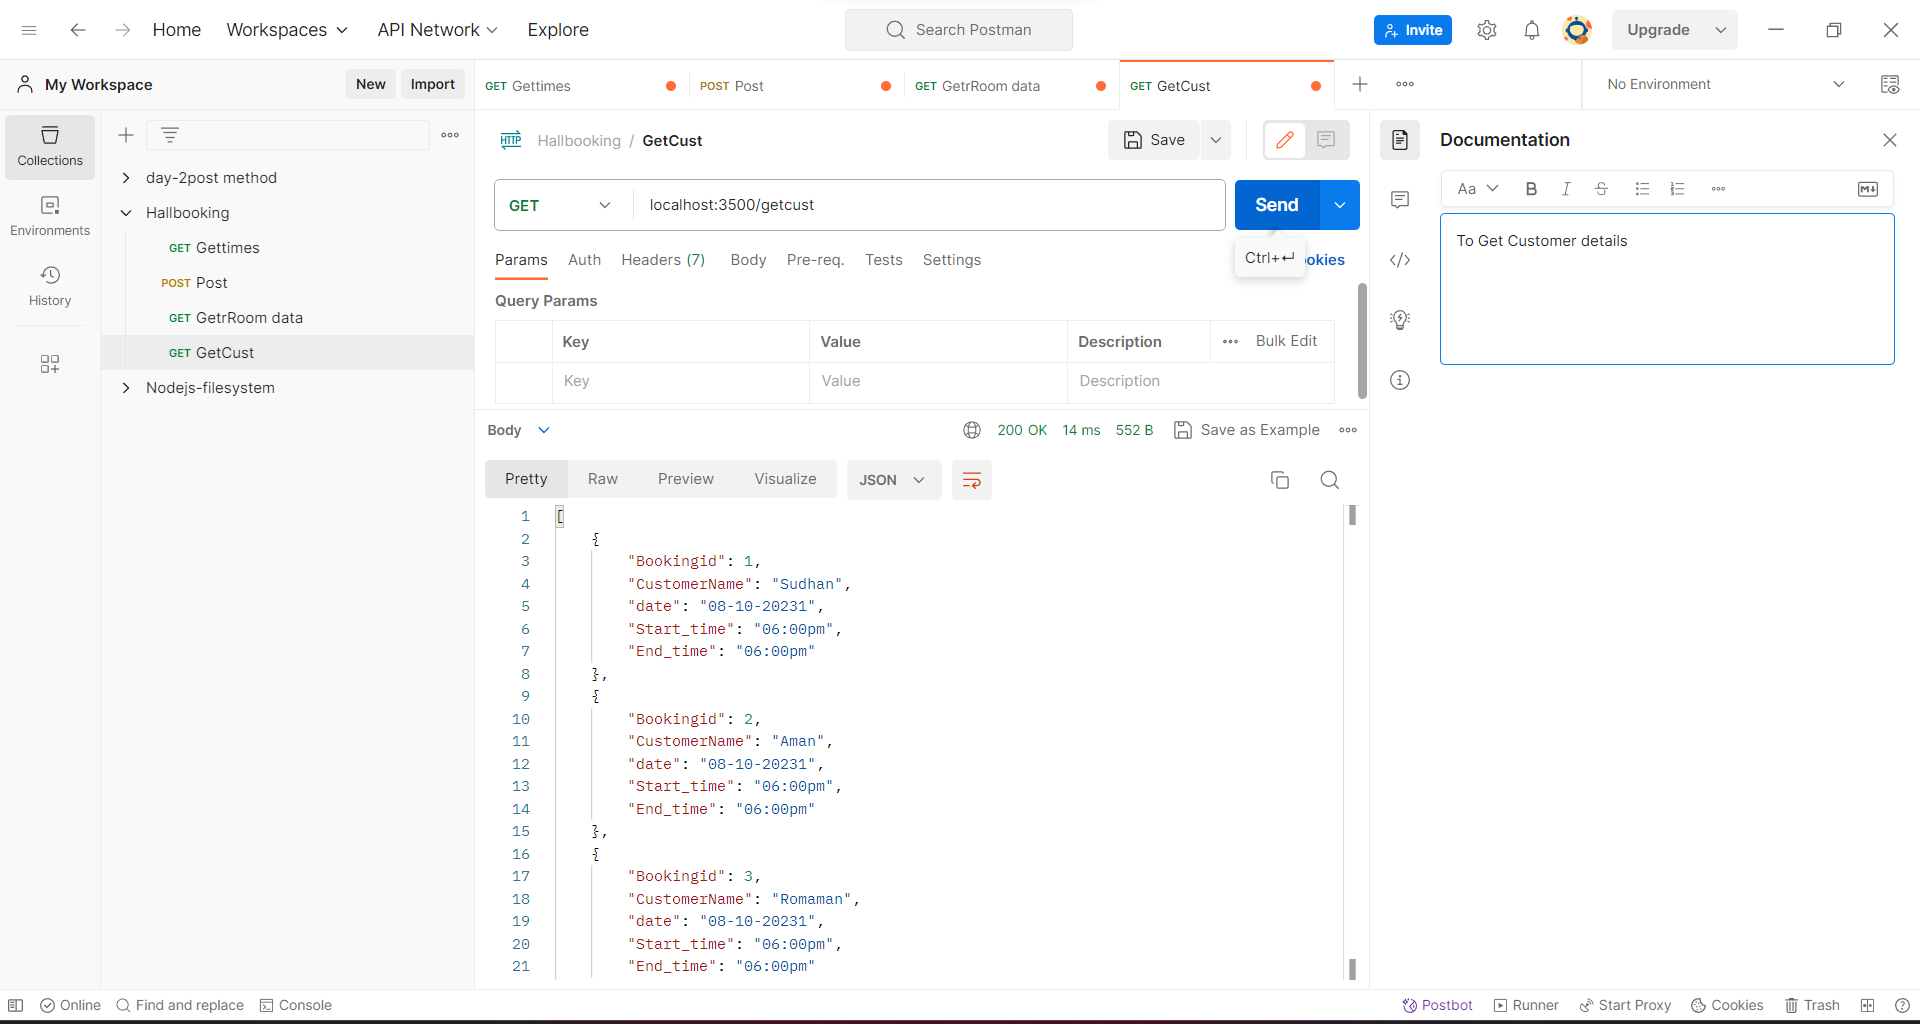 Home Workspaces API Network Explore Search Postman Invite Upgrade
My Workspace New Import GET Gettimes POST Post GET GetrRoom data GET GetCust No Environment
Collections
Environments
History
day-2post method
Hallbooking
GET Gettimes
POST Post
GET GetrRoom data
GET GetCust
Nodejs-filesystem
HTTP Hallbooking / GetCust Save
GET localhost:3500/getcust Send
Ctrl+↵
Params Auth Headers (7) Body Pre-req. Tests Settings ookies
Query Params
Key Value Description Bulk Edit
Key Value Description
Body 200 OK 14 ms 552 B Save as Example
Pretty Raw Preview Visualize JSON
1 [
2 {
3 "Bookingid": 1,
4 "CustomerName": "Sudhan",
5 "date": "08-10-20231",
6 "Start_time": "06:00pm",
7 "End_time": "06:00pm"
8 },
9 {
10 "Bookingid": 2,
11 "CustomerName": "Aman",
12 "date": "08-10-20231",
13 "Start_time": "06:00pm",
14 "End_time": "06:00pm"
15 },
16 {
17 "Bookingid": 3,
18 "CustomerName": "Romaman",
19 "date": "08-10-20231",
20 "Start_time": "06:00pm",
21 "End_time": "06:00pm"
Documentation
Aa B I S M↓
To Get Customer details
Online Find and replace Console Postbot Runner Start Proxy Cookies Trash